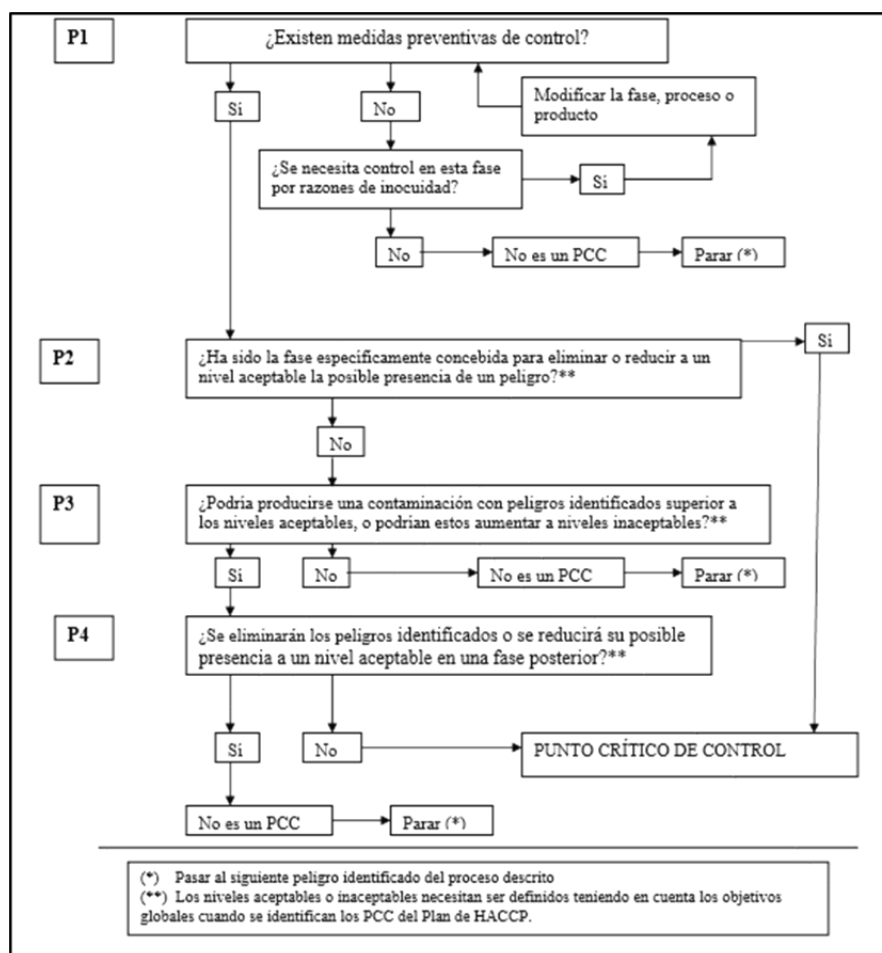 P1
¿Existen medidas preventivas de control?
Sí
No
Modificar la fase, proceso o
producto
¿Se necesita control en esta fase
por razones de inocuidad?
Sí
No
No es un PCC
Parar (*)
P2
¿Ha sido la fase específicamente concebida para eliminar o reducir a un
nivel aceptable la posible presencia de un peligro?**
Sí
No
P3
¿Podría producirse una contaminación con peligros identificados superior a
los niveles aceptables, o podrían estos aumentar a niveles inaceptables?**
Sí
No
No es un PCC
Parar (*)
P4
¿Se eliminarán los peligros identificados o se reducirá su posible
presencia a un nivel aceptable en una fase posterior?**
Sí
No
PUNTO CRÍTICO DE CONTROL
No es un PCC
Parar (*)
(*) Pasar al siguiente peligro identificado del proceso descrito
(**) Los niveles aceptables o inaceptables necesitan ser definidos teniendo en cuenta los objetivos
globales cuando se identifican los PCC del Plan de HACCP.